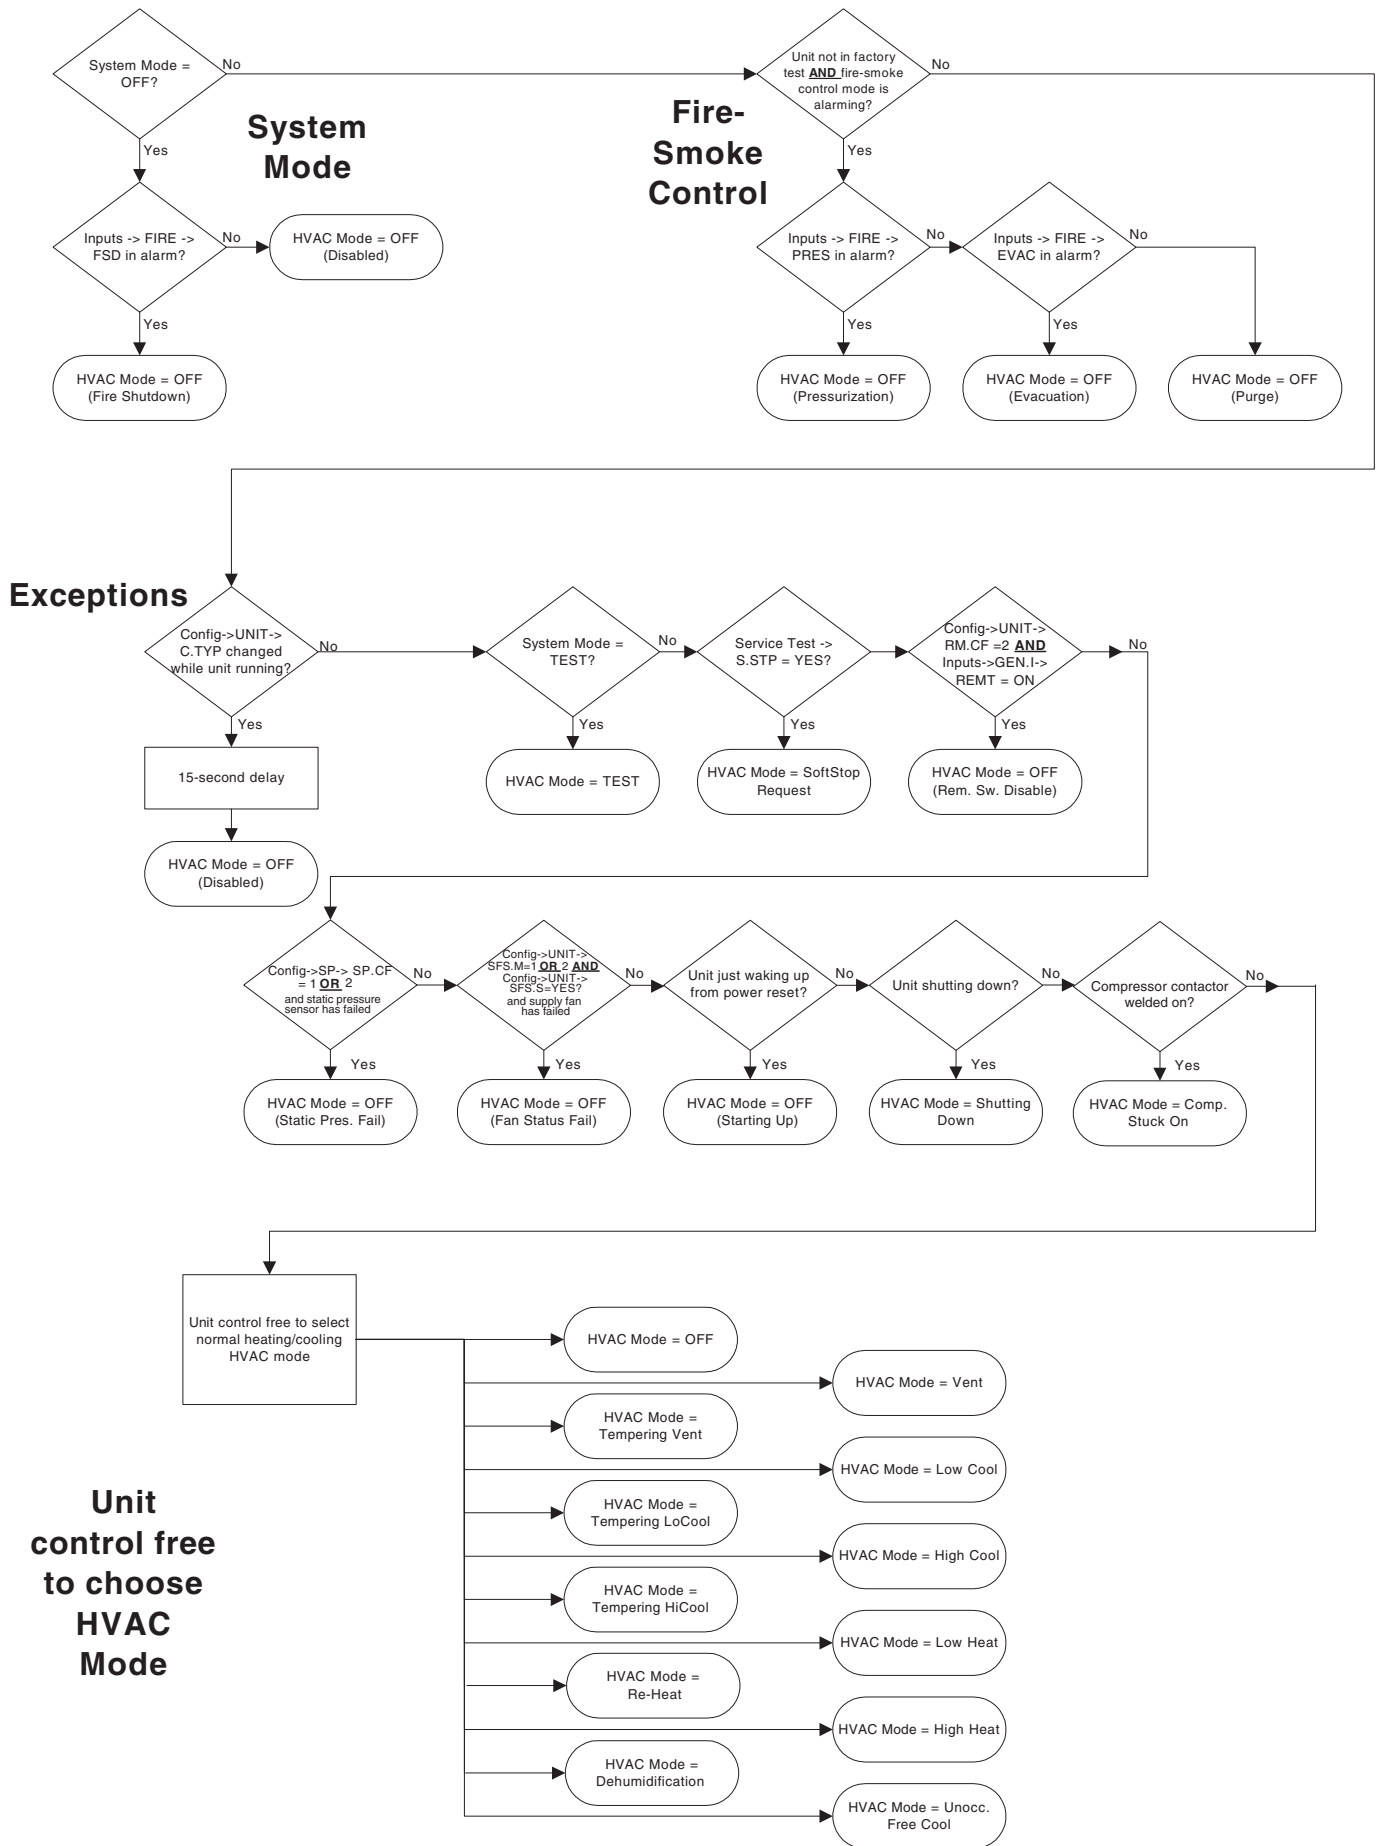 System Mode =
OFF?
No
Yes
System
Mode
Inputs -> FIRE ->
FSD in alarm?
No
HVAC Mode = OFF
(Disabled)
Yes
HVAC Mode = OFF
(Fire Shutdown)
Unit not in factory
test AND fire-smoke
control mode is
alarming?
No
Fire-
Smoke
Control
Yes
Inputs -> FIRE ->
PRES in alarm?
No
Inputs -> FIRE ->
EVAC in alarm?
No
Yes
Yes
HVAC Mode = OFF
(Pressurization)
HVAC Mode = OFF
(Evacuation)
HVAC Mode = OFF
(Purge)
Exceptions
Config->UNIT->
C.TYP changed
while unit running?
No
Yes
15-second delay
HVAC Mode = OFF
(Disabled)
System Mode =
TEST?
No
Yes
HVAC Mode = TEST
Service Test ->
S.STP = YES?
Yes
HVAC Mode = SoftStop
Request
Config->UNIT->
RM.CF =2 AND
Inputs->GEN.I->
REMT = ON
No
Yes
HVAC Mode = OFF
(Rem. Sw. Disable)
Config->SP-> SP.CF
= 1 OR 2
and static pressure
sensor has failed
No
Yes
HVAC Mode = OFF
(Static Pres. Fail)
Config->UNIT->
SFS.M=1 OR 2 AND
Config->UNIT->
SFS.S=YES?
and supply fan
has failed
No
Yes
HVAC Mode = OFF
(Fan Status Fail)
Unit just waking up
from power reset?
No
Yes
HVAC Mode = OFF
(Starting Up)
Unit shutting down?
No
Yes
HVAC Mode = Shutting
Down
Compressor contactor
welded on?
No
Yes
HVAC Mode = Comp.
Stuck On
Unit control free to select
normal heating/cooling
HVAC mode
HVAC Mode = OFF
HVAC Mode = Vent
HVAC Mode =
Tempering Vent
HVAC Mode = Low Cool
HVAC Mode =
Tempering LoCool
HVAC Mode = High Cool
HVAC Mode =
Tempering HiCool
HVAC Mode = Low Heat
HVAC Mode =
Re-Heat
HVAC Mode = High Heat
HVAC Mode =
Dehumidification
HVAC Mode = Unocc.
Free Cool
Unit
control free
to choose
HVAC
Mode